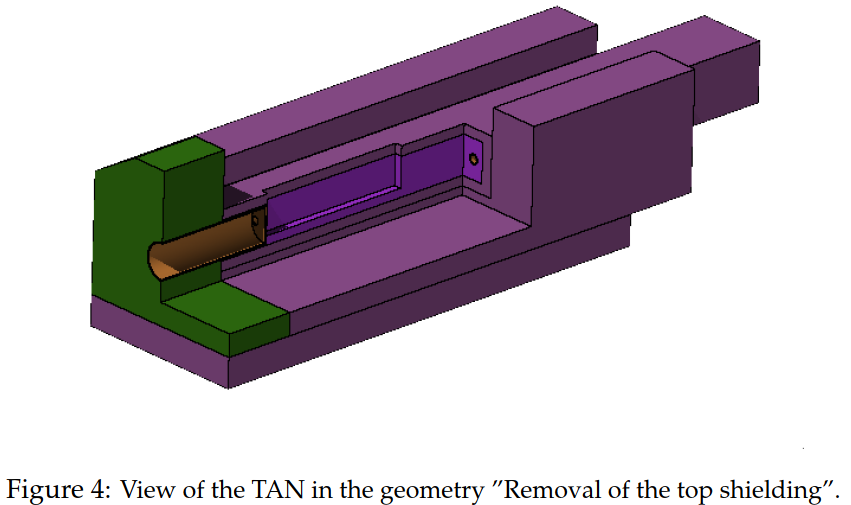 Figure 4: View of the TAN in the geometry ”Removal of the top shielding”.